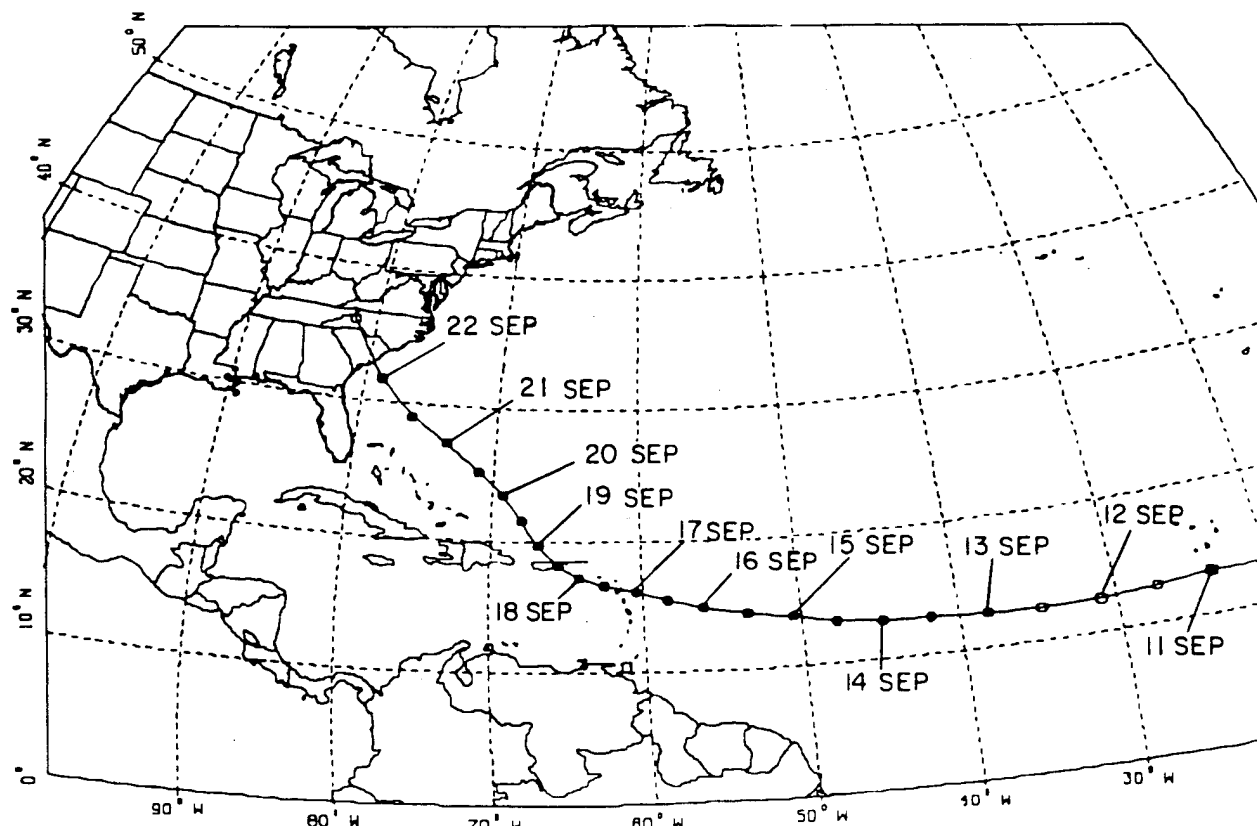 50° N
40° N
30° N
20° N
10° N
0°
22 SEP
21 SEP
20 SEP
19 SEP
17 SEP
16 SEP
15 SEP
13 SEP
12 SEP
18 SEP
14 SEP
11 SEP
90° W
80° W
70° W
60° W
50° W
40° W
30° W